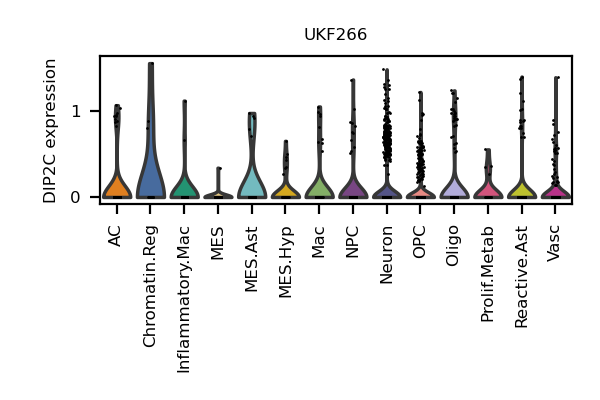 UKF266
DIP2C expression
1
0
AC
Chromatin.Reg
Inflammatory.Mac
MES
MES.Ast
MES.Hyp
Mac
NPC
Neuron
OPC
Oligo
Prolif.Metab
Reactive.Ast
Vasc